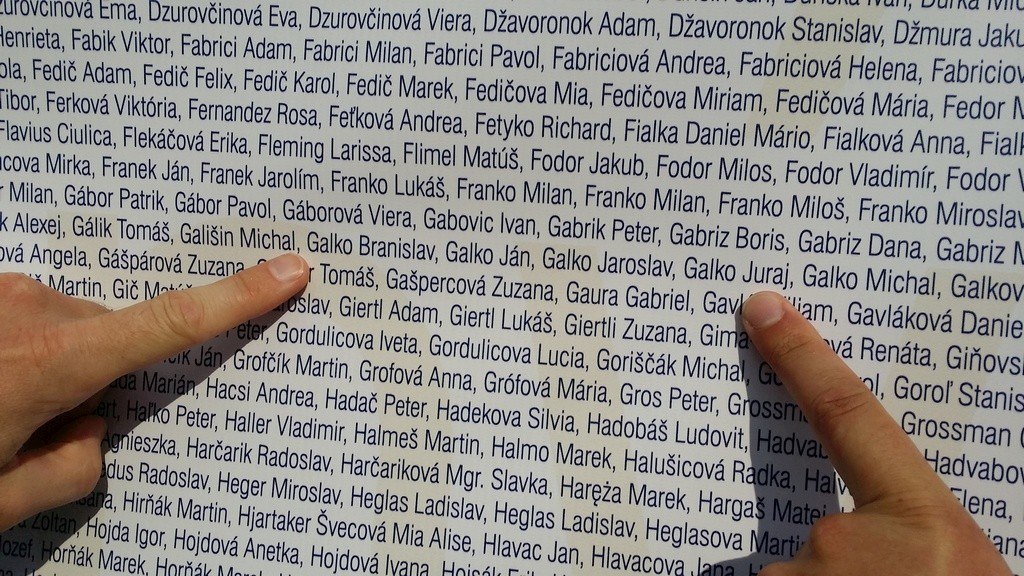 Dzurovčinová Ema, Dzurovčinová Eva, Dzurovčinová Viera, Džavoronok Adam, Džavoronok Stanislav, Džmura
Henrieta, Fabik Viktor, Fabrici Adam, Fabrici Milan, Fabrici Pavol, Fabriciová Andrea, Fabriciová Helena,
Fedič Adam, Fedič Felix, Fedič Karol, Fedič Marek, Fedičova Mia, Fedičova Miriam, Fedičová Mária, Fedor
Tibor, Ferková Viktória, Fernandez Rosa, Feťková Andrea, Fetyko Richard, Fialka Daniel Mário, Fialková Anna,
Flavius Ciulica, Flekáčová Erika, Fleming Larissa, Flimel Matúš, Fodor Jakub, Fodor Milos, Fodor Vladimír, Fodor
Mirka, Franek Ján, Franek Jarolím, Franko Lukáš, Franko Milan, Franko Milan, Franko Miloš, Franko Miroslav
Milan, Gábor Patrik, Gábor Pavol, Gáborová Viera, Gabovic Ivan, Gabrik Peter, Gabriz Boris, Gabriz Dana, Gabriz
Alexej, Gálik Tomáš, Gališin Michal, Galko Branislav, Galko Ján, Galko Jaroslav, Galko Juraj, Galko Michal,
Angela, Gášpárová Zuzana, Tomáš, Gašpercová Zuzana, Gaura Gabriel, Gavláková
Martin, Gič Giertl Adam, Giertl Lukáš, Giertli Zuzana, Renáta,
Gordulicova Iveta, Gordulicova Lucia, Goriščák Michal, Goroľ
Ján, Grofčík Martin, Grofová Anna, Grófová Mária, Gros Peter, Grossman
Marián, Hacsi Andrea, Hadač Peter, Hadekova Silvia, Hadobáš Ludovit,
Haľko Peter, Haller Vladimir, Halmeš Martin, Halmo Marek, Halušicová Radka, Elena,
Agnieszka, Harčarik Radoslav, Harčariková Mgr. Slavka, Haręża Marek, Hargaš Matej
Radoslav, Heger Miroslav, Heglas Ladislav, Heglas Ladislav, Heglasova
Hirňák Martin, Hjartaker Švecová Mia Alise, Hlavac Jan, Hlavacova Jana,
Zoltan, Hojda Igor, Hojdová Anetka, Hojdová Ivana,
Jozef, Horňák Marek,